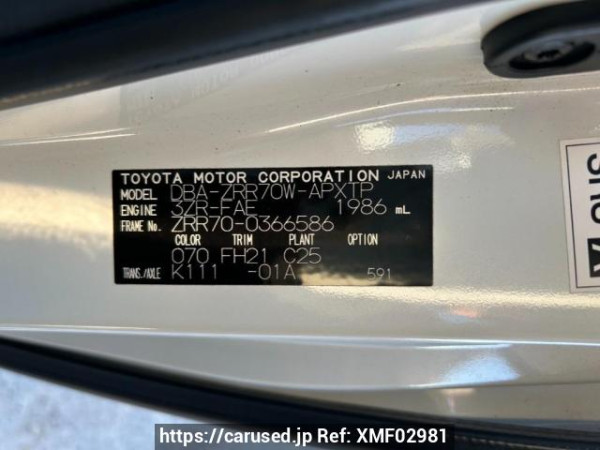 TOYOTA MOTOR CORPORATION JAPAN
MODEL DBA-ZRR70W-APXTP
ENGINE 3ZR-FAE 1986 mL
FRAME No. ZRR70-0366586
COLOR TRIM PLANT OPTION
070 FH21 C25
TRANS./AXLE K111 -01A 591
A
https://carused.jp Ref: XMF02981